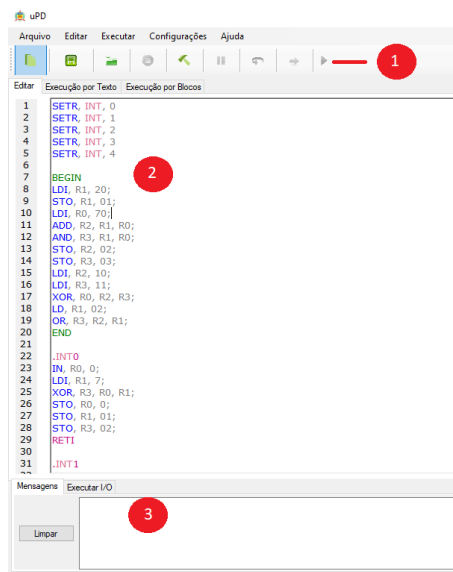 uPD
Arquivo Editar Executar Configurações Ajuda
1
Editar Execução por Texto Execução por Blocos
1 SETR, INT, 0
2 SETR, INT, 1
3 SETR, INT, 2
4 SETR, INT, 3
5 SETR, INT, 4
6
2
7 BEGIN
8 LDI, R1, 20;
9 STO, R1, 01;
10 LDI, R0, 70;
11 ADD, R2, R1, R0;
12 AND, R3, R1, R0;
13 STO, R2, 02;
14 STO, R3, 03;
15 LDI, R2, 10;
16 LDI, R3, 11;
17 XOR, R0, R2, R3;
18 LD, R1, 02;
19 OR, R3, R2, R1;
20 END
21
22 .INT0
23 IN, R0, 0;
24 LDI, R1, 7;
25 XOR, R3, R0, R1;
26 STO, R0, 0;
27 STO, R1, 01;
28 STO, R3, 02;
29 RETI
30
31 .INT1
Mensagens Executar I/O
3
Limpar